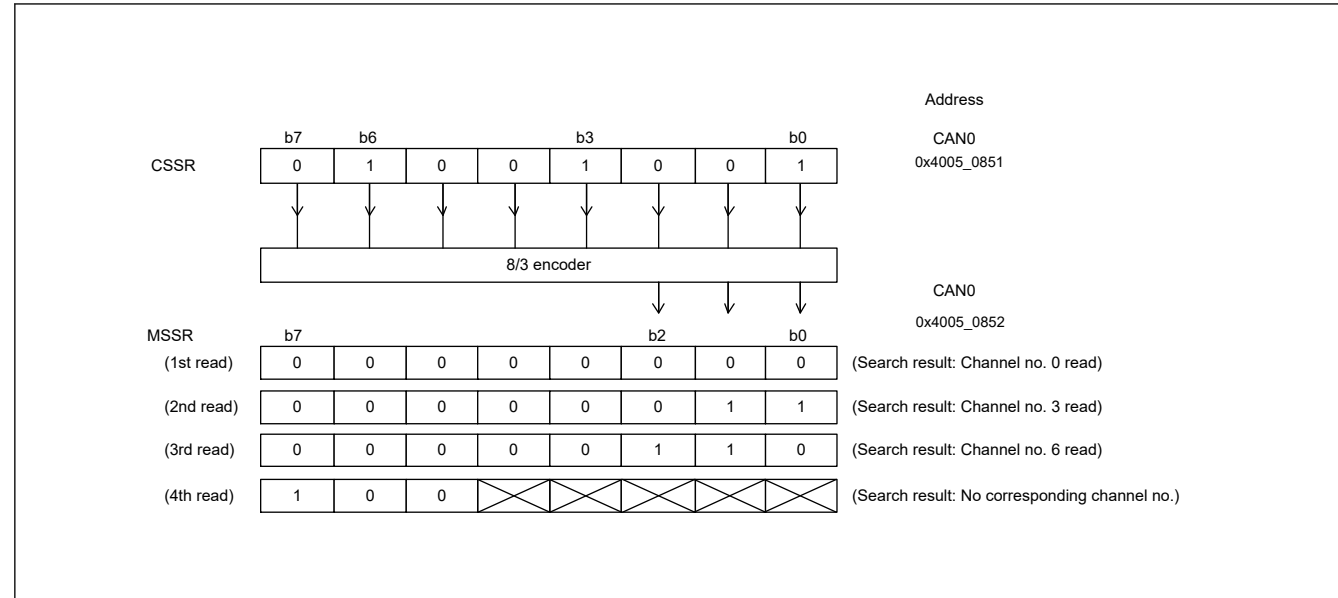 Address
b7 b6 b3 b0 CAN0
CSSR 0 1 0 0 1 0 0 1 0x4005_0851
8/3 encoder
CAN0
0x4005_0852
MSSR b7 b2 b0
(1st read) 0 0 0 0 0 0 0 0 (Search result: Channel no. 0 read)
(2nd read) 0 0 0 0 0 0 1 1 (Search result: Channel no. 3 read)
(3rd read) 0 0 0 0 0 1 1 0 (Search result: Channel no. 6 read)
(4th read) 1 0 0 (Search result: No corresponding channel no.)